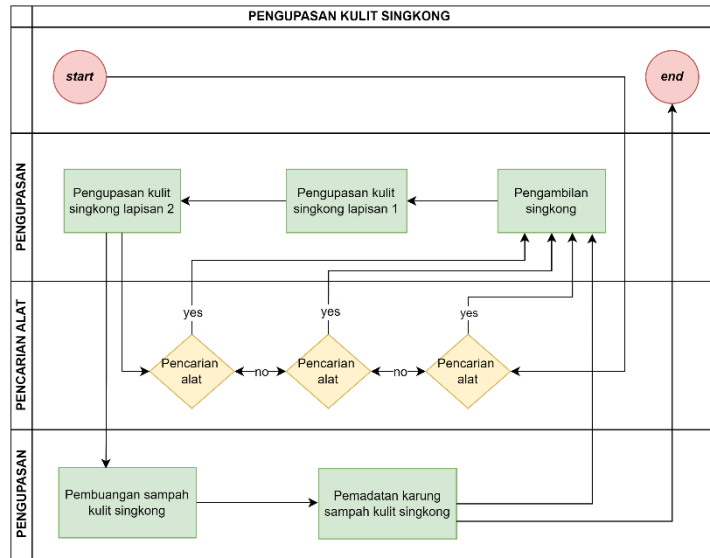 PENGUPASAN KULIT SINGKONG
start
end
PENGUPASAN
Pengupasan kulit
singkong lapisan 2
Pengupasan kulit
singkong lapisan 1
Pengambilan
singkong
PENCARIAN ALAT
yes
yes
yes
Pencarian
alat
no
Pencarian
alat
no
Pencarian
alat
PENGUPASAN
Pembuangan sampah
kulit singkong
Pemadatan karung
sampah kulit singkong